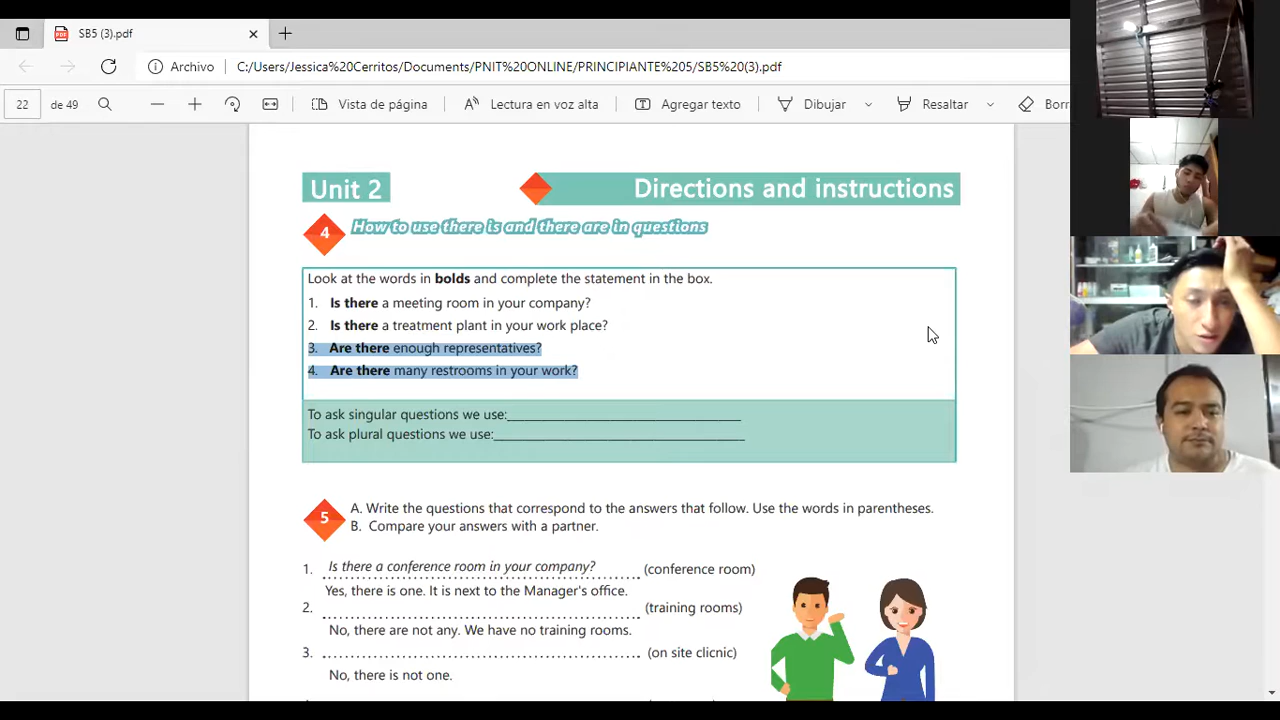 SB5 (3).pdf
Archivo C:/Users/Jessica%20Cerritos/Documents/PNIT%20ONLINE/PRINCIPIANTE%205/SB5%20(3).pdf
22 de 49 Vista de página Lectura en voz alta Agregar texto Dibujar Resaltar Borr
Unit 2 Directions and instructions
4 How to use there is and there are in questions
Look at the words in bolds and complete the statement in the box.
1. Is there a meeting room in your company?
2. Is there a treatment plant in your work place?
3. Are there enough representatives?
4. Are there many restrooms in your work?
To ask singular questions we use:
To ask plural questions we use:
5 A. Write the questions that correspond to the answers that follow. Use the words in parentheses.
B. Compare your answers with a partner.
1. Is there a conference room in your company? (conference room)
Yes, there is one. It is next to the Manager's office.
2. (training rooms)
No, there are not any. We have no training rooms.
3. (on site clicnic)
No, there is not one.